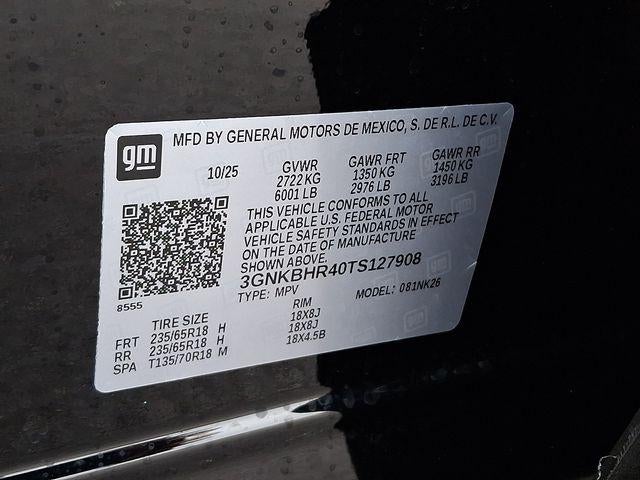 gm
MFD BY GENERAL MOTORS DE MEXICO, S. DE R.L. DE C.V.
10/25 GVWR GAWR FRT GAWR RR
2722 KG 1350 KG 1450 KG
6001 LB 2976 LB 3196 LB
THIS VEHICLE CONFORMS TO ALL
APPLICABLE U.S. FEDERAL MOTOR
VEHICLE SAFETY STANDARDS IN EFFECT
ON THE DATE OF MANUFACTURE
SHOWN ABOVE.
3GNKBHR40TS127908
TYPE: MPV MODEL: 081NK26
8555
TIRE SIZE RIM
FRT 235/65R18 H 18X8J
RR 235/65R18 H 18X8J
SPA T135/70R18 M 18X4.5B